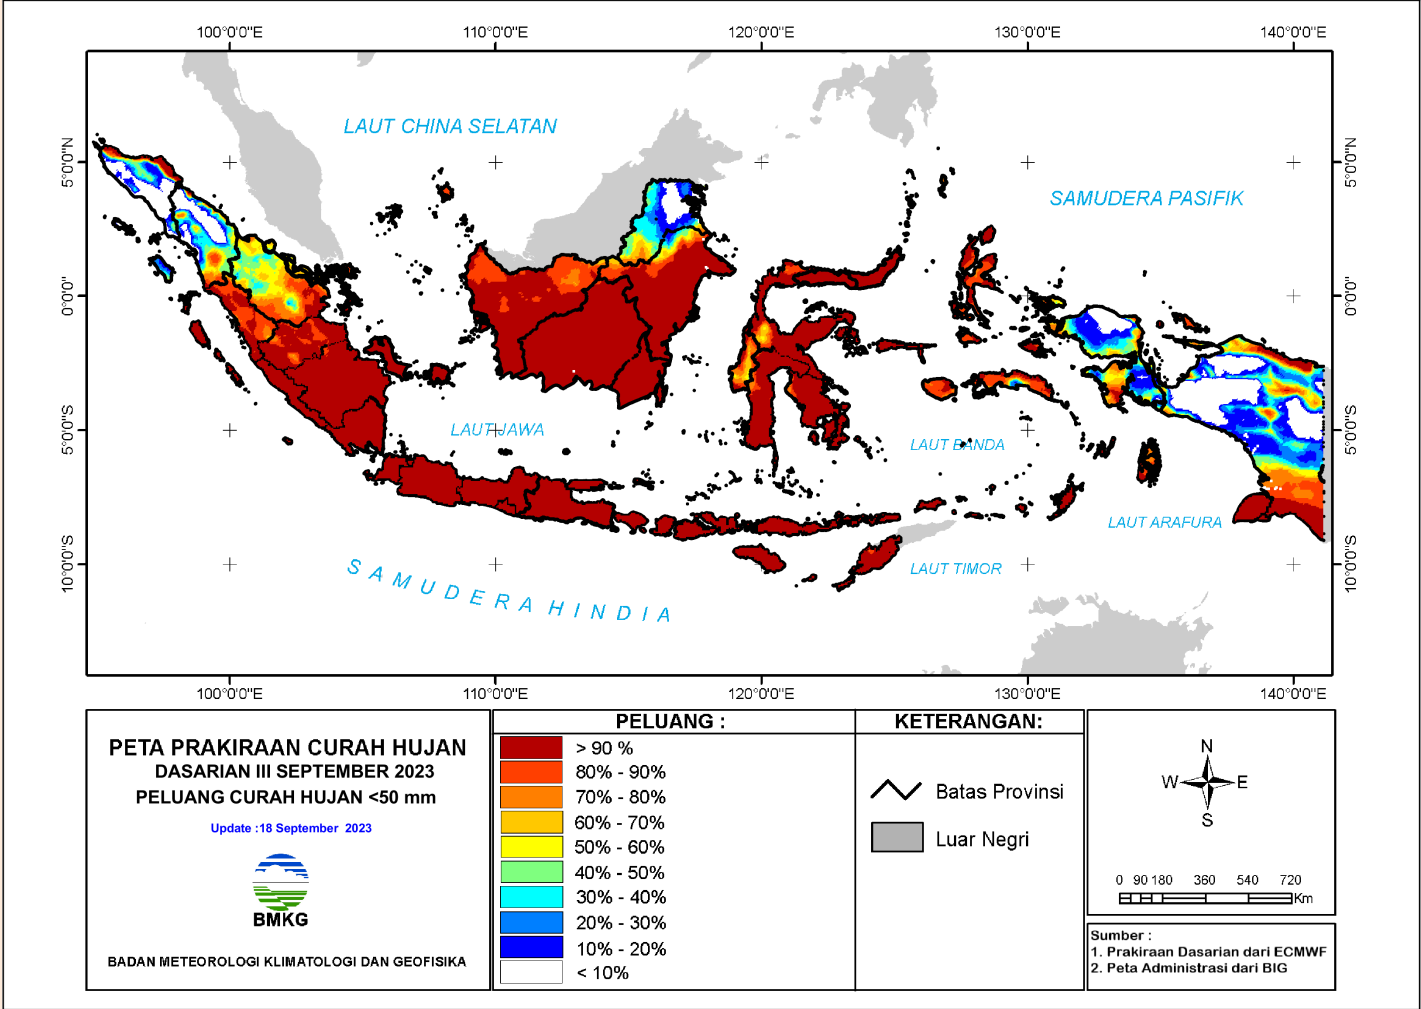 100°0'0"E 110°0'0"E 120°0'0"E 130°0'0"E 140°0'0"E
5°0'0"N 5°0'0"N
LAUT CHINA SELATAN
SAMUDERA PASIFIK
0°0'0" 0°0'0"
5°0'0"S 5°0'0"S
LAUT JAWA
LAUT BANDA
LAUT ARAFURA
10°0'0"S 10°0'0"S
LAUT TIMOR
SAMUDERA HINDIA
100°0'0"E 110°0'0"E 120°0'0"E 130°0'0"E 140°0'0"E
PETA PRAKIRAAN CURAH HUJAN
DASARIAN III SEPTEMBER 2023
PELUANG CURAH HUJAN <50 mm
Update :18 September 2023
BMKG
BADAN METEOROLOGI KLIMATOLOGI DAN GEOFISIKA
PELUANG :
> 90 %
80% - 90%
70% - 80%
60% - 70%
50% - 60%
40% - 50%
30% - 40%
20% - 30%
10% - 20%
< 10%
KETERANGAN:
Batas Provinsi
Luar Negri
N
W E
S
0 90 180 360 540 720
Km
Sumber :
1. Prakiraan Dasarian dari ECMWF
2. Peta Administrasi dari BIG